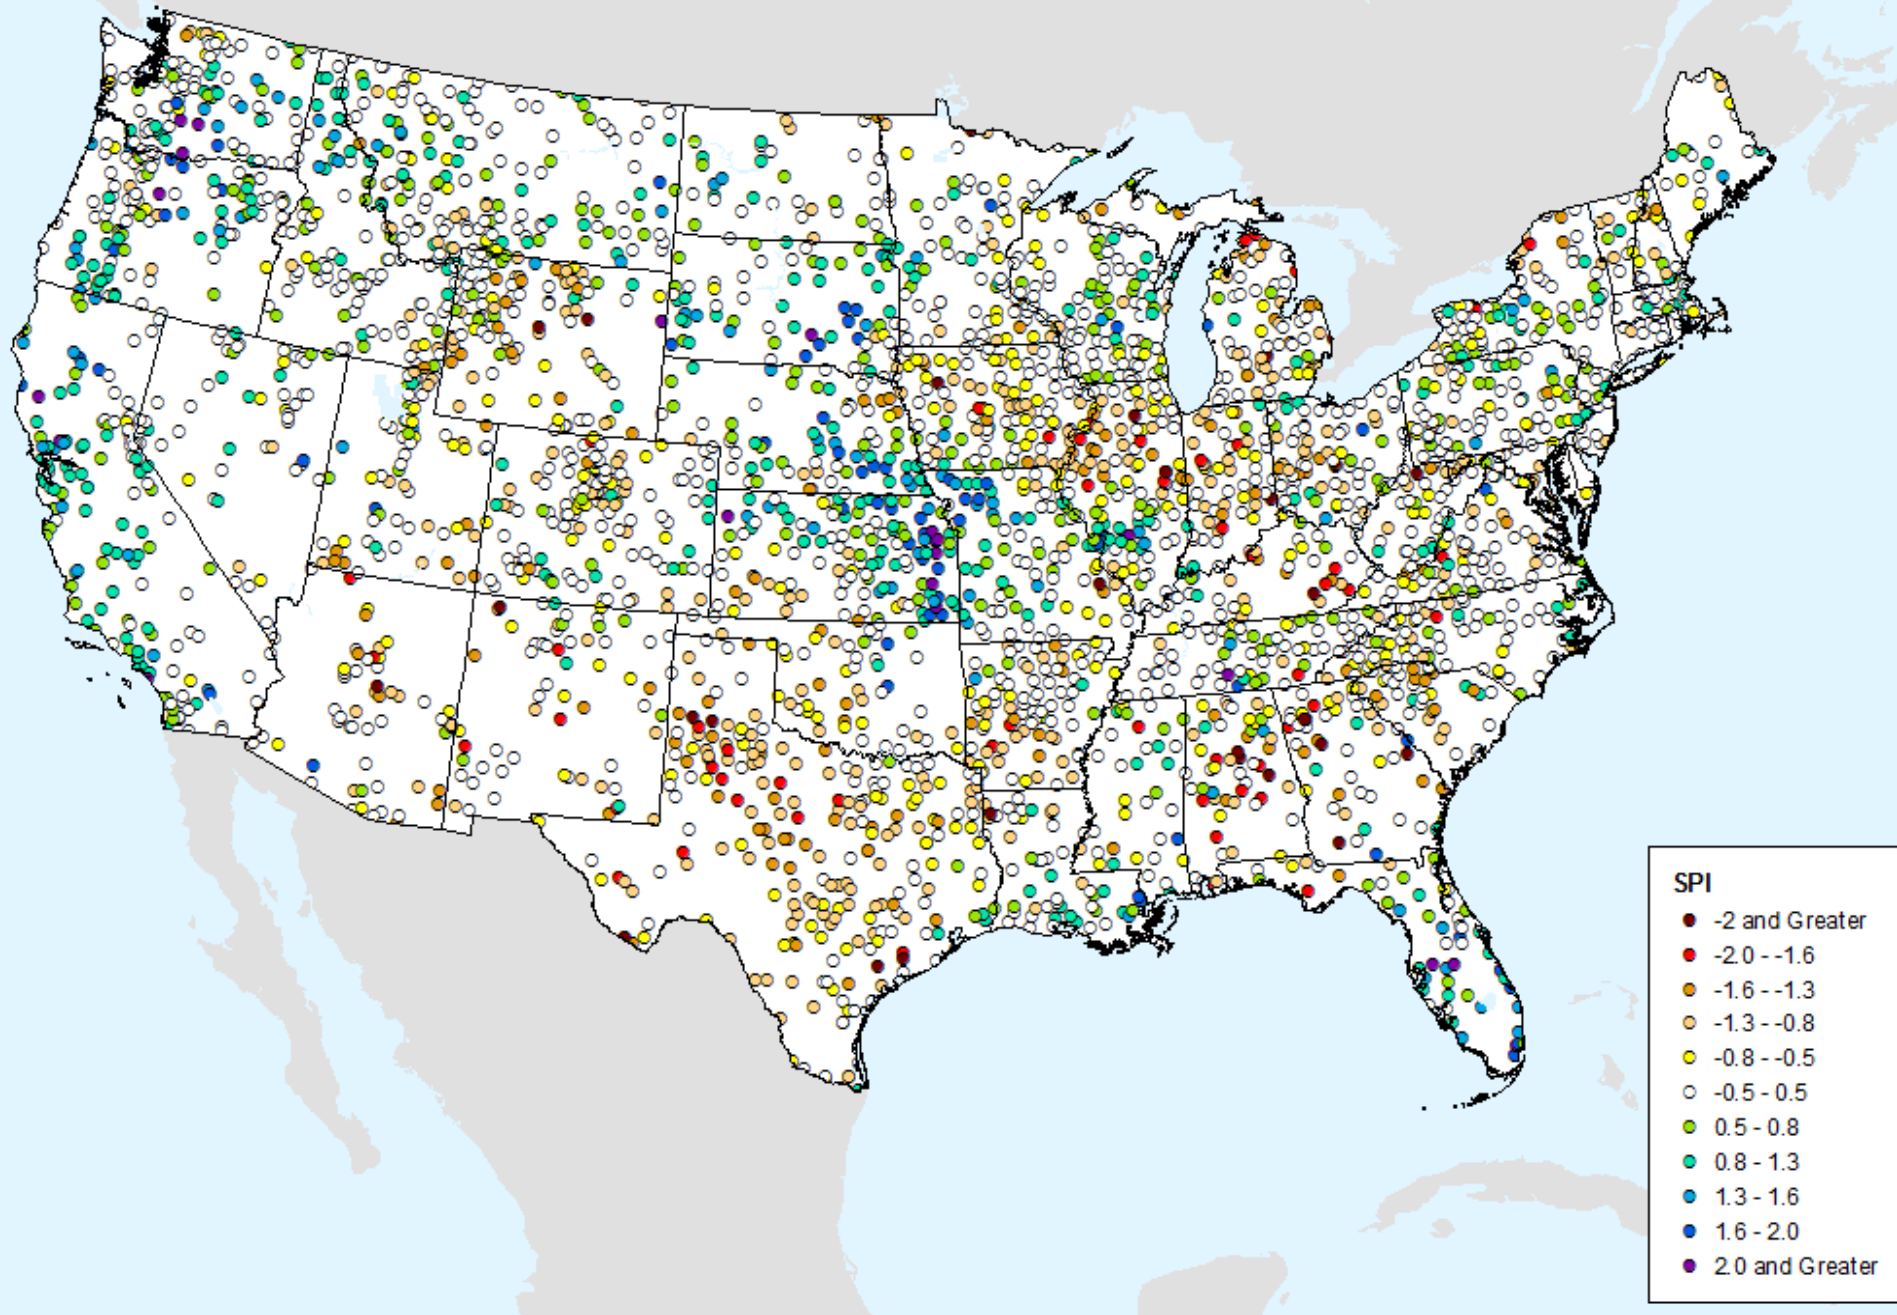 SPI
-2 and Greater
-2.0 - -1.6
-1.6 - -1.3
-1.3 - -0.8
-0.8 - -0.5
-0.5 - 0.5
0.5 - 0.8
0.8 - 1.3
1.3 - 1.6
1.6 - 2.0
2.0 and Greater